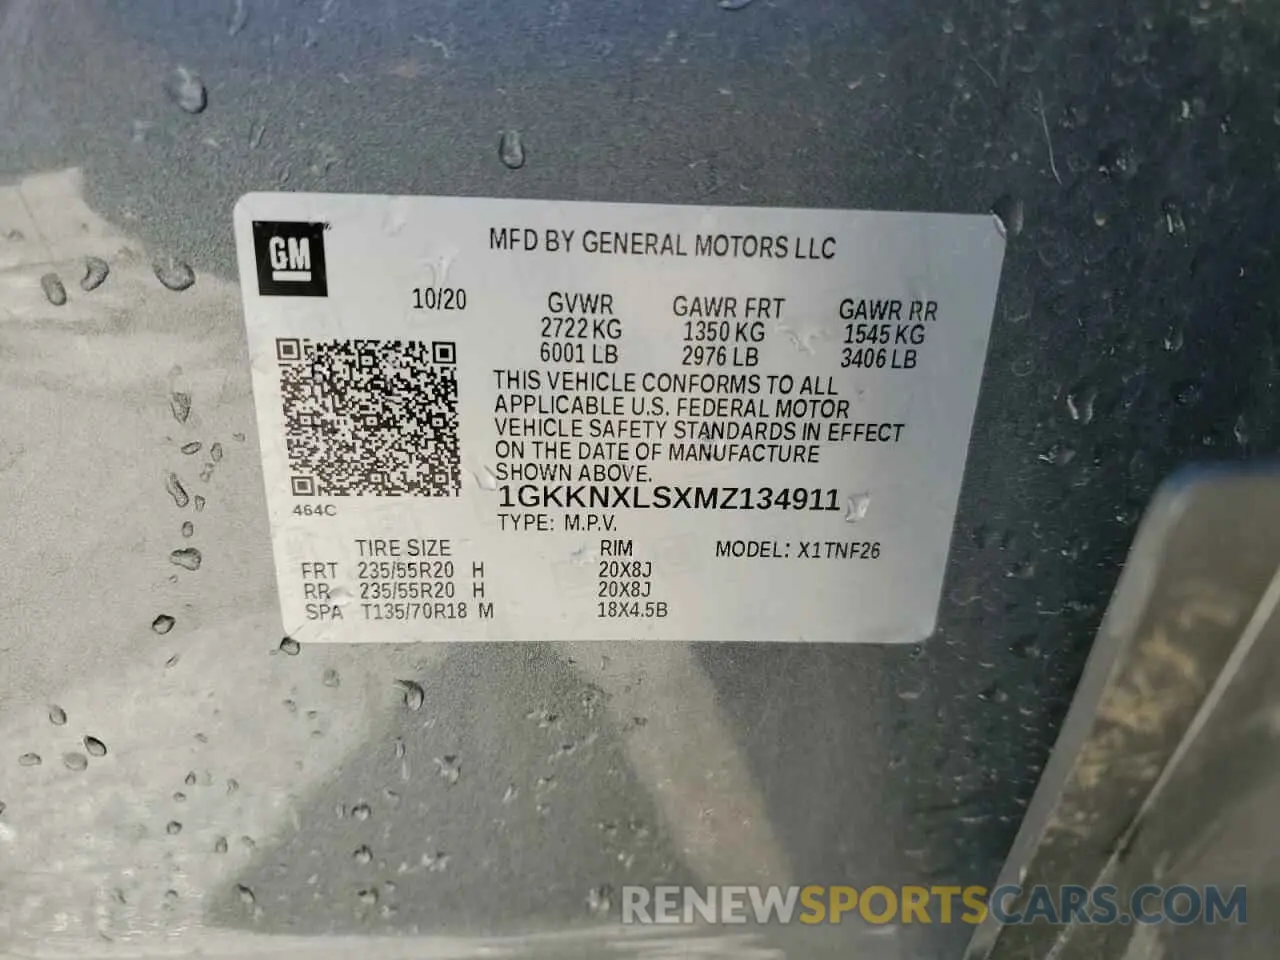 GM
MFD BY GENERAL MOTORS LLC
10/20 GVWR GAWR FRT GAWR RR
2722 KG 1350 KG 1545 KG
6001 LB 2976 LB 3406 LB
THIS VEHICLE CONFORMS TO ALL
APPLICABLE U.S. FEDERAL MOTOR
VEHICLE SAFETY STANDARDS IN EFFECT
ON THE DATE OF MANUFACTURE
SHOWN ABOVE.
1GKKNXLSXMZ134911
464C
TYPE: M.P.V.
TIRE SIZE RIM MODEL: X1TNF26
FRT 235/55R20 H 20X8J
RR 235/55R20 H 20X8J
SPA T135/70R18 M 18X4.5B
RENEWSPORTSCARS.COM